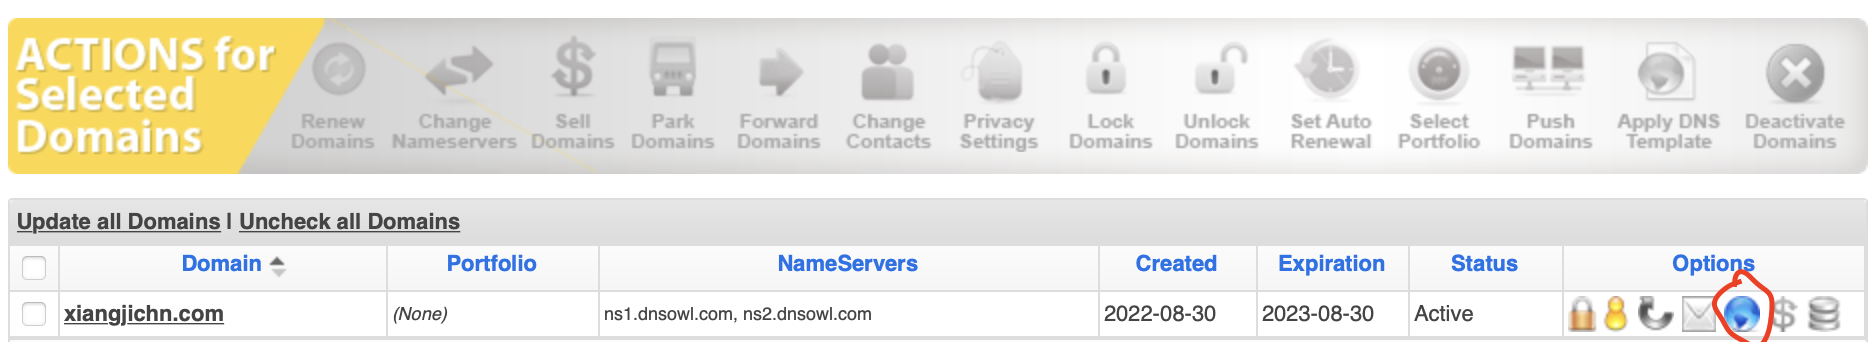 ACTIONS for
Selected
Domains
Renew
Domains
Change
Nameservers
Sell
Domains
Park
Domains
Forward
Domains
Change
Contacts
Privacy
Settings
Lock
Domains
Unlock
Domains
Set Auto
Renewal
Select
Portfolio
Push
Domains
Apply DNS
Template
Deactivate
Domains
Update all Domains | Uncheck all Domains
Domain Portfolio NameServers Created Expiration Status Options
xiangjichn.com (None) ns1.dnsowl.com, ns2.dnsowl.com 2022-08-30 2023-08-30 Active